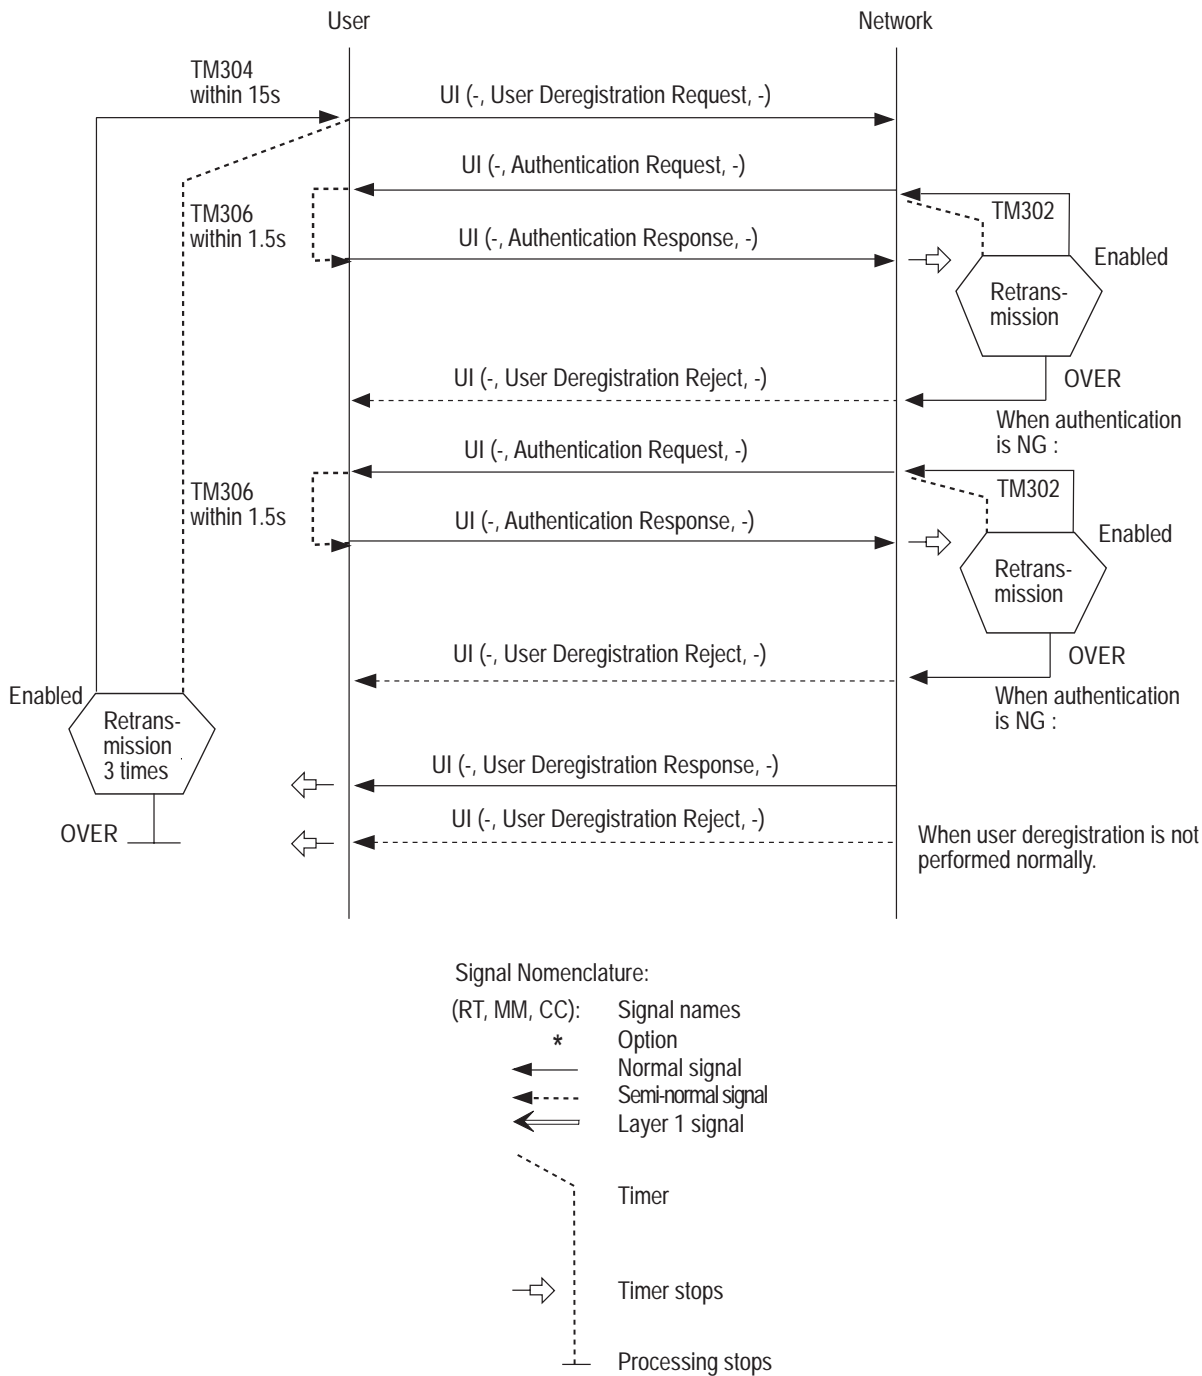 User
Network
TM304
within 15s
UI (-, User Deregistration Request, -)
UI (-, Authentication Request, -)
TM306
within 1.5s
TM302
UI (-, Authentication Response, -)
Enabled
Retrans-
mission
UI (-, User Deregistration Reject, -)
OVER
When authentication
is NG :
UI (-, Authentication Request, -)
TM306
within 1.5s
TM302
UI (-, Authentication Response, -)
Enabled
Retrans-
mission
UI (-, User Deregistration Reject, -)
OVER
When authentication
is NG :
Enabled
Retrans-
mission
3 times
OVER
UI (-, User Deregistration Response, -)
UI (-, User Deregistration Reject, -)
When user deregistration is not
performed normally.
Signal Nomenclature:
(RT, MM, CC): Signal names
* Option
Normal signal
Semi-normal signal
Layer 1 signal
Timer
Timer stops
Processing stops